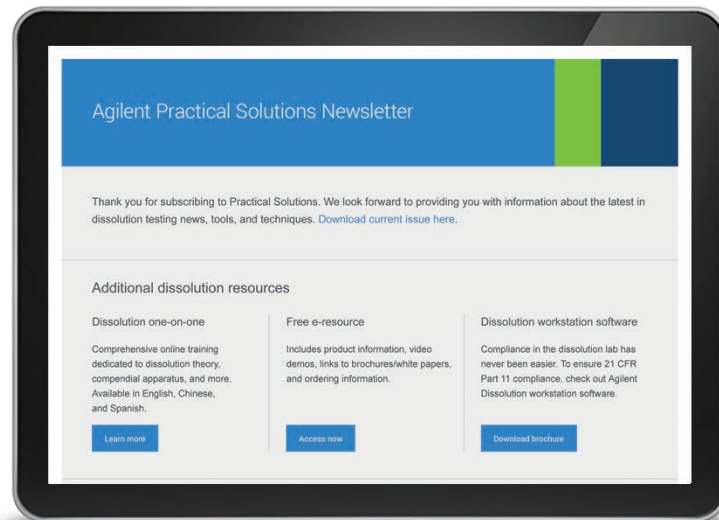 Agilent Practical Solutions Newsletter
Thank you for subscribing to Practical Solutions. We look forward to providing you with information about the latest in
dissolution testing news, tools, and techniques. Download current issue here.
Additional dissolution resources
Dissolution one-on-one
Comprehensive online training
dedicated to dissolution theory,
compendial apparatus, and more.
Available in English, Chinese,
and Spanish.
Learn more
Free e-resource
Includes product information, video
demos, links to brochures/white papers,
and ordering information.
Access now
Dissolution workstation software
Compliance in the dissolution lab has
never been easier. To ensure 21 CFR
Part 11 compliance, check out Agilent
Dissolution workstation software.
Download brochure